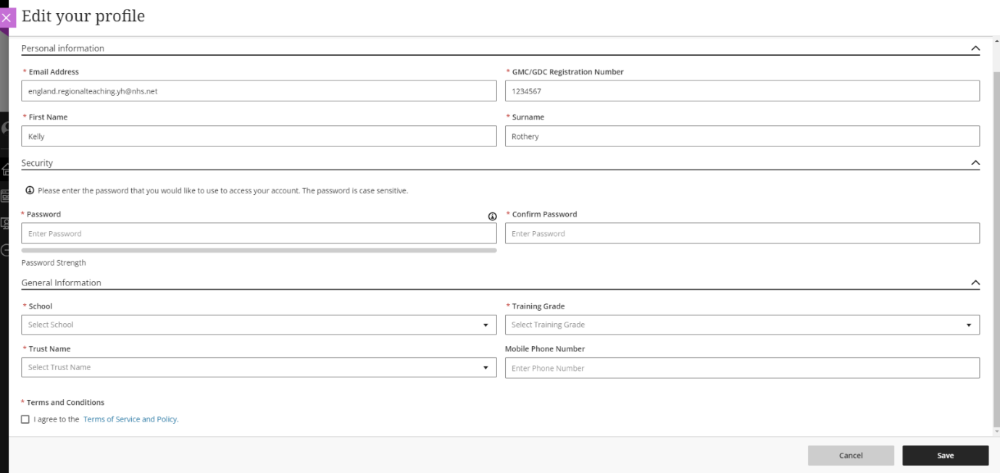 Edit your profile
Personal information
* Email Address
* GMC/GDC Registration Number
england.regionalteaching.yh@nhs.net
1234567
* First Name
* Surname
Kelly
Rothery
Security
Please enter the password that you would like to use to access your account. The password is case sensitive.
* Password
* Confirm Password
Enter Password
Enter Password
Password Strength
General Information
* School
* Training Grade
Select School
Select Training Grade
* Trust Name
Mobile Phone Number
Select Trust Name
Enter Phone Number
* Terms and Conditions
I agree to the Terms of Service and Policy.
Cancel
Save